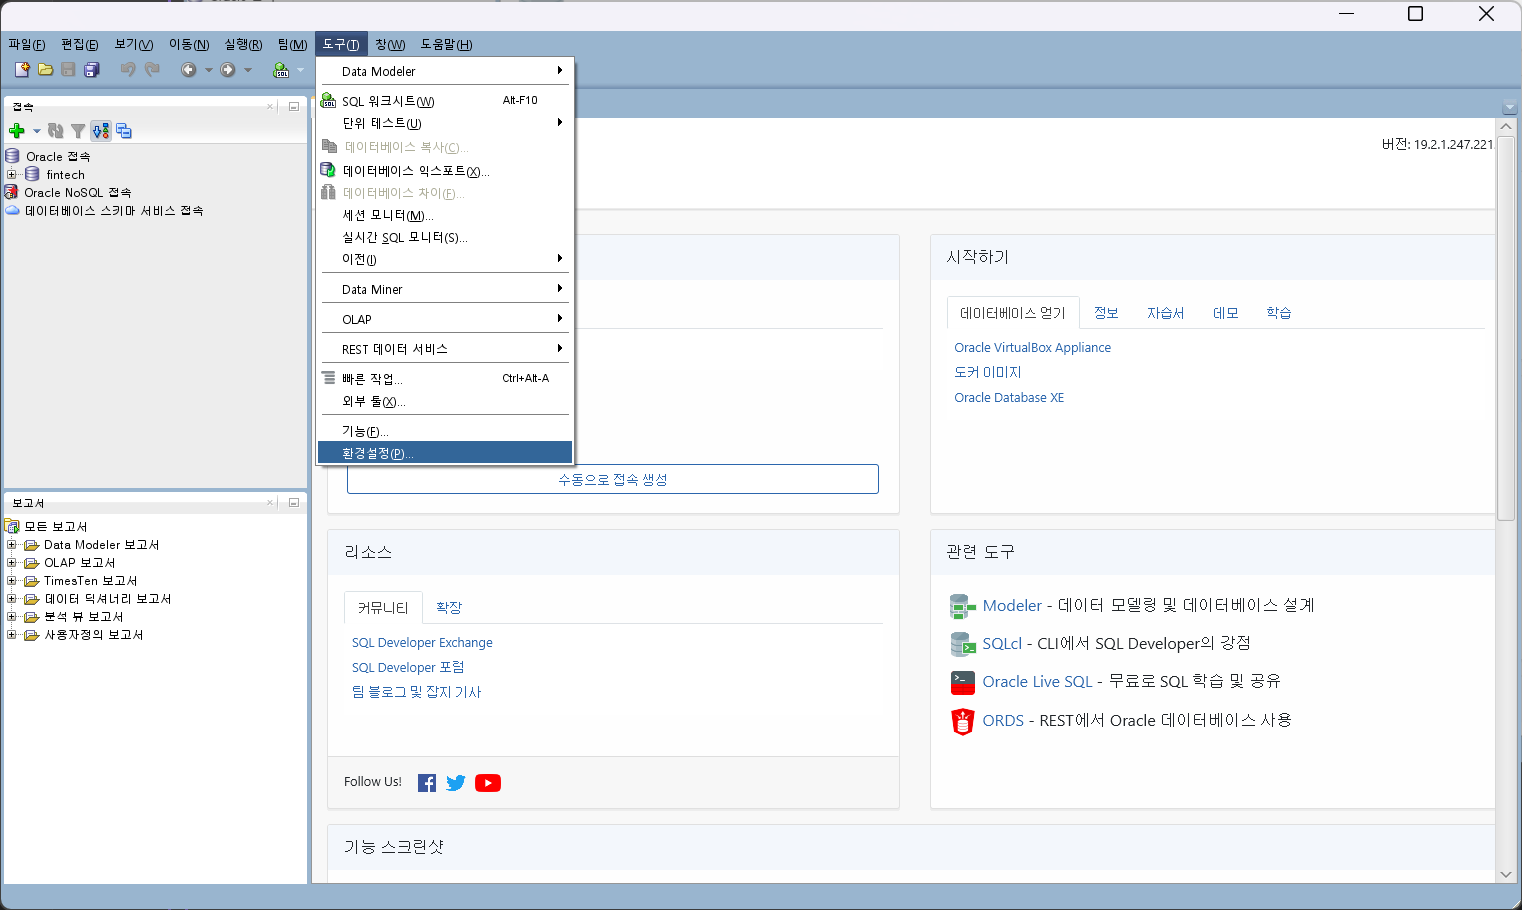 파일(F) 편집(E) 보기(V) 이동(N) 실행(R) 팀(M) 도구(T) 창(W) 도움말(H)
접속
Oracle 접속
fintech
Oracle NoSQL 접속
데이터베이스 스키마 서비스 접속
보고서
모든 보고서
Data Modeler 보고서
OLAP 보고서
TimesTen 보고서
데이터 딕셔너리 보고서
분석 뷰 보고서
사용자정의 보고서
Data Modeler
SQL 워크시트(W) Alt-F10
단위 테스트(U)
데이터베이스 복사(C)...
데이터베이스 익스포트(X)...
데이터베이스 차이(F)...
세션 모니터(M)...
실시간 SQL 모니터(S)...
이전(I)
Data Miner
OLAP
REST 데이터 서비스
빠른 작업... Ctrl+Alt-A
외부 툴(X)...
기능(F)...
환경설정(P)...
버전: 19.2.1.247.221
수동으로 접속 생성
시작하기
데이터베이스 얻기 정보 자습서 데모 학습
Oracle VirtualBox Appliance
도커 이미지
Oracle Database XE
리소스
커뮤니티 확장
SQL Developer Exchange
SQL Developer 포럼
팀 블로그 및 잡지 기사
Follow Us!
관련 도구
Modeler - 데이터 모델링 및 데이터베이스 설계
SQLcl - CLI에서 SQL Developer의 강점
Oracle Live SQL - 무료로 SQL 학습 및 공유
ORDS - REST에서 Oracle 데이터베이스 사용
기능 스크린샷